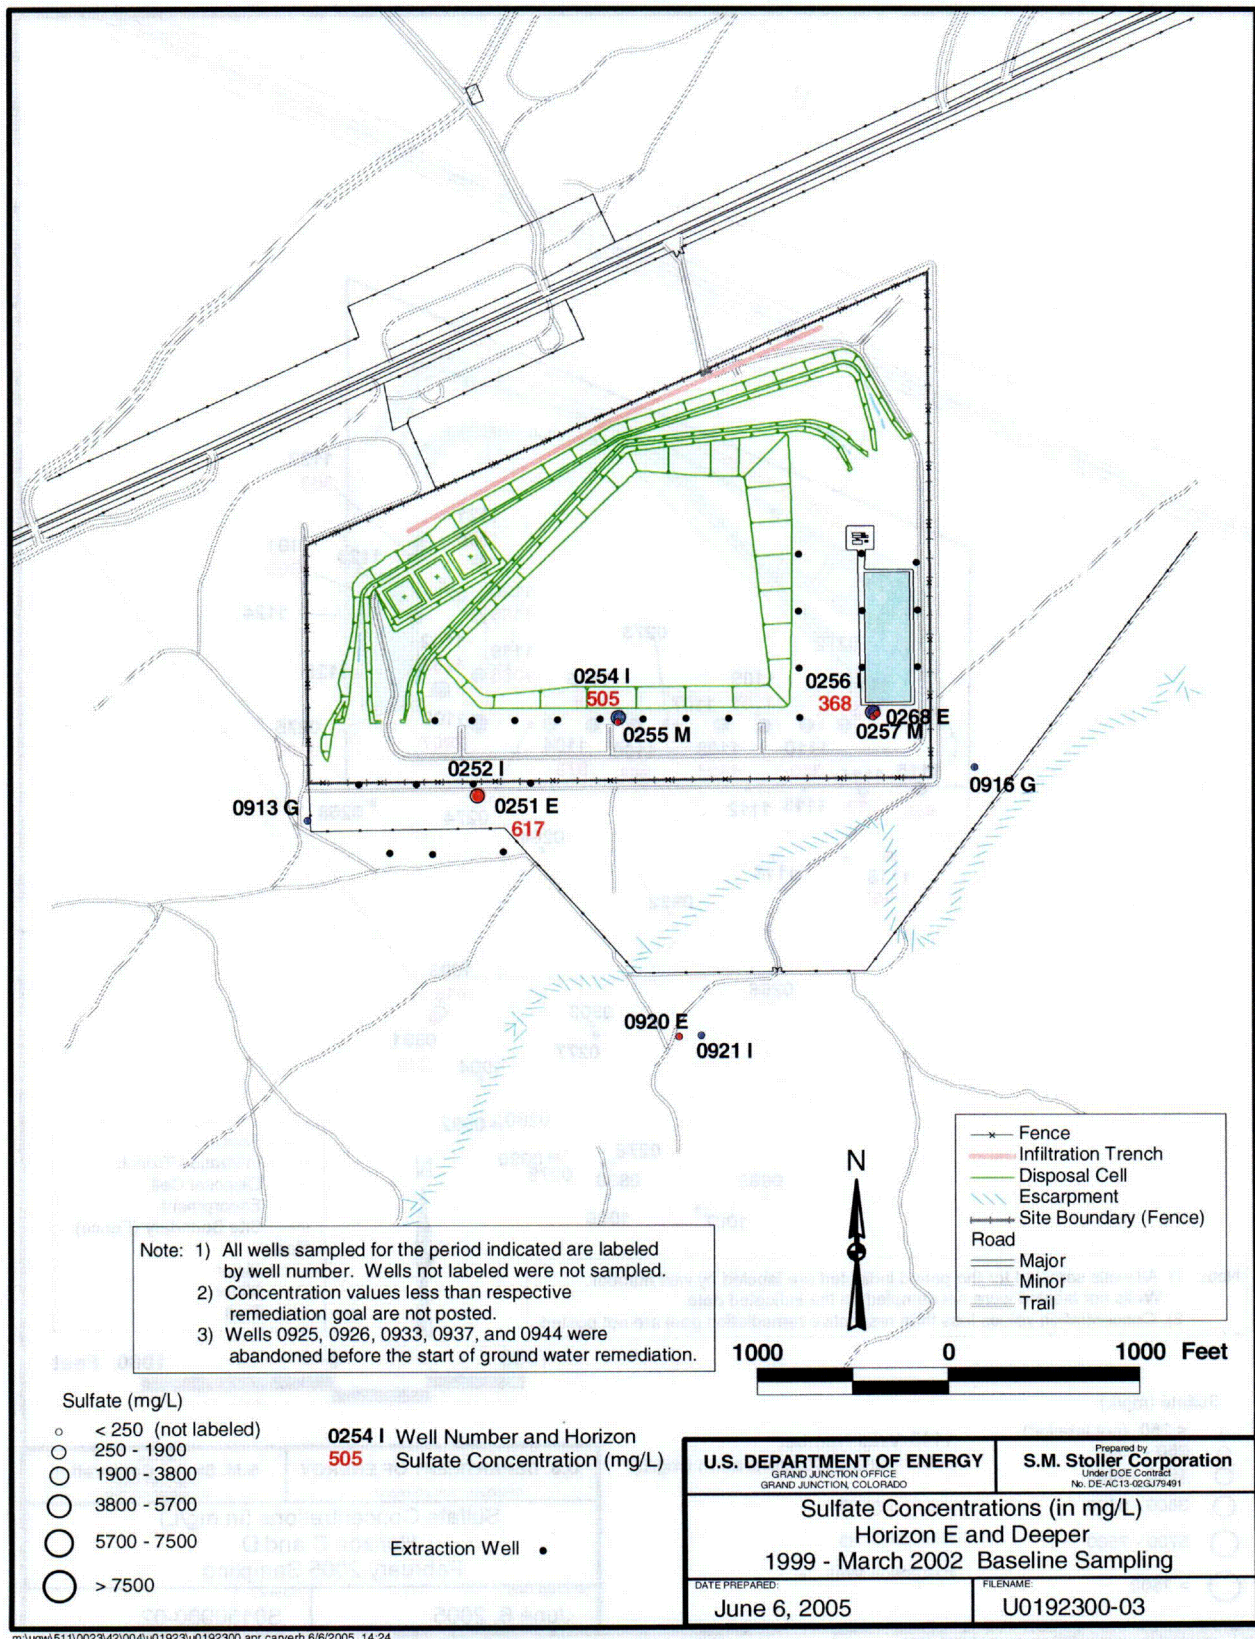 0254 I
505
0255 M
0256 I
368
0268 E
0257 M
0252 I
0251 E
617
0913 G
0916 G
0920 E
0921 I
N
Fence
Infiltration Trench
Disposal Cell
Escarpment
Site Boundary (Fence)
Road
Major
Minor
Trail
Note: 1) All wells sampled for the period indicated are labeled
by well number. Wells not labeled were not sampled.
2) Concentration values less than respective
remediation goal are not posted.
3) Wells 0925, 0926, 0933, 0937, and 0944 were
abandoned before the start of ground water remediation.
1000 0 1000 Feet
Sulfate (mg/L)
< 250 (not labeled)
250 - 1900
1900 - 3800
3800 - 5700
5700 - 7500
> 7500
0254 I Well Number and Horizon
505 Sulfate Concentration (mg/L)
Extraction Well
U.S. DEPARTMENT OF ENERGY
GRAND JUNCTION OFFICE
GRAND JUNCTION, COLORADO
Prepared by
S.M. Stoller Corporation
Under DOE Contract
No. DE-AC13-02GJ79491
Sulfate Concentrations (in mg/L)
Horizon E and Deeper
1999 - March 2002 Baseline Sampling
DATE PREPARED:
June 6, 2005
FILENAME:
U0192300-03